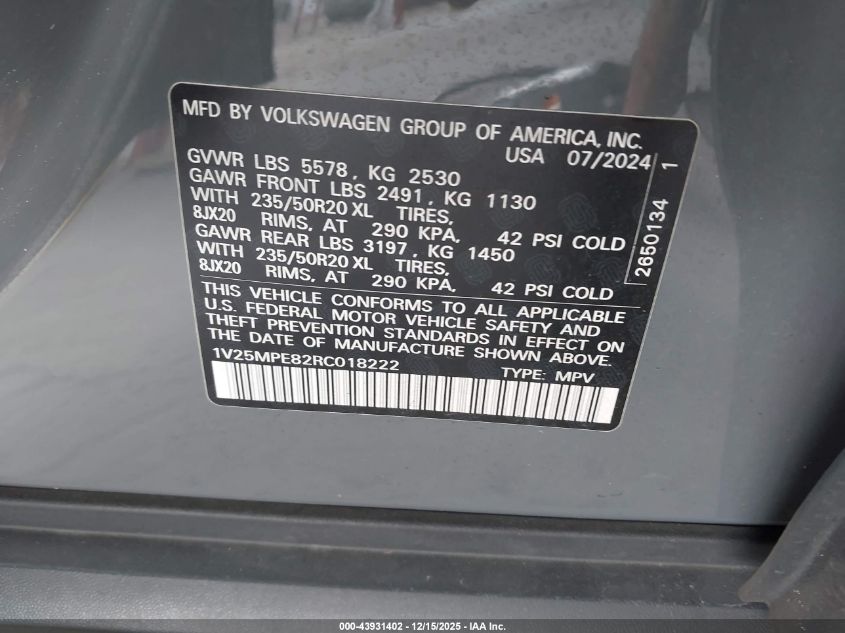 MFD BY VOLKSWAGEN GROUP OF AMERICA, INC.
USA 07/2024 1
GVWR LBS 5578, KG 2530
GAWR FRONT LBS 2491, KG 1130
WITH 235/50R20 XL TIRES,
8JX20 RIMS, AT 290 KPA, 42 PSI COLD
GAWR REAR LBS 3197, KG 1450
WITH 235/50R20 XL TIRES,
8JX20 RIMS, AT 290 KPA, 42 PSI COLD
2650134
THIS VEHICLE CONFORMS TO ALL APPLICABLE
U.S. FEDERAL MOTOR VEHICLE SAFETY AND
THEFT PREVENTION STANDARDS IN EFFECT ON
THE DATE OF MANUFACTURE SHOWN ABOVE.
1V25MPE82RC018222 TYPE: MPV
000-43931402 - 12/15/2025 - IAA Inc.